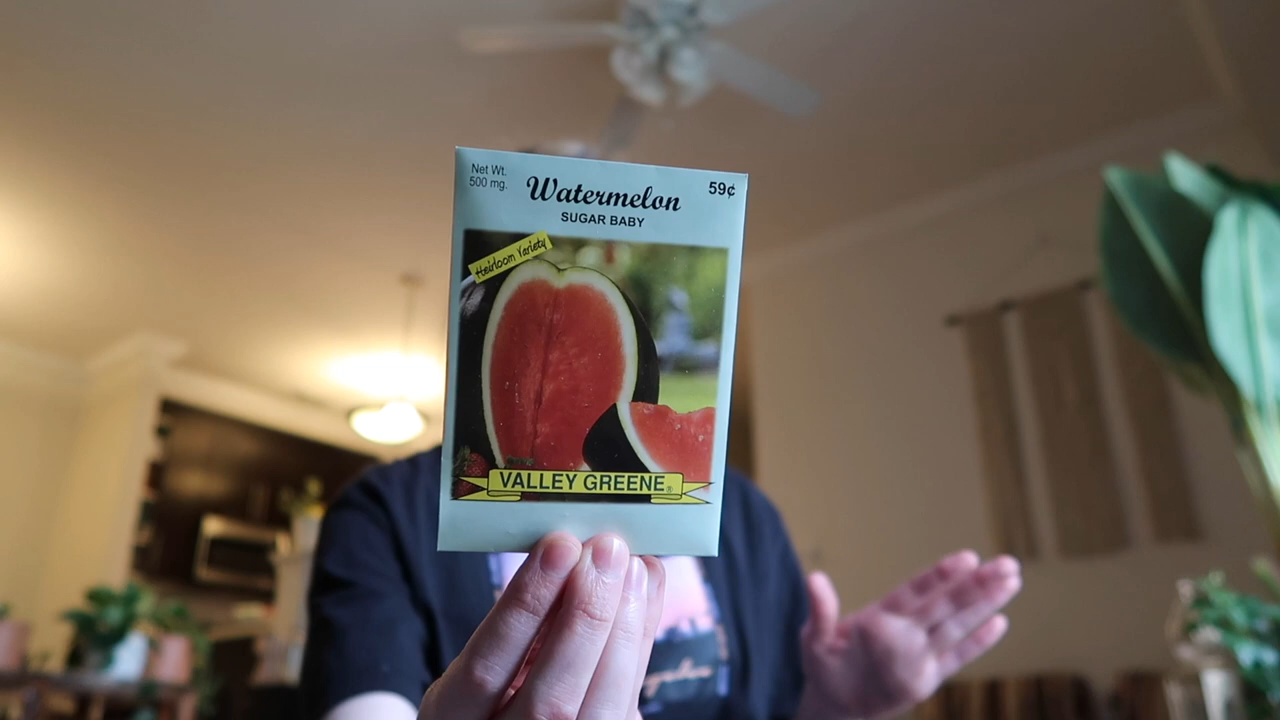 Net Wt.
500 mg.
Watermelon
59¢
SUGAR BABY
Heirloom Variety
VALLEY GREENE®